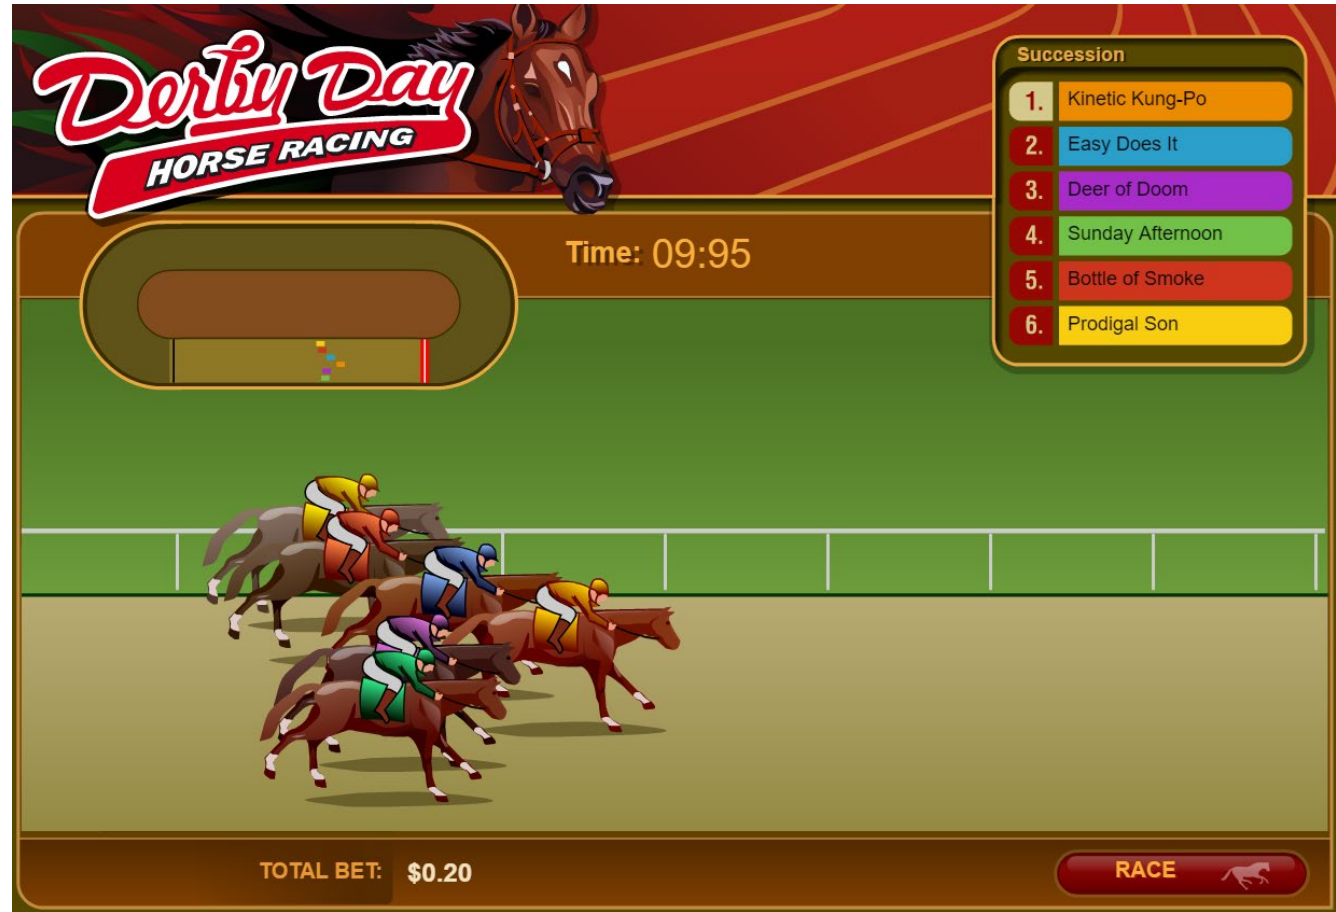 Derby Day
HORSE RACING
Succession
1. Kinetic Kung-Po
2. Easy Does It
3. Deer of Doom
4. Sunday Afternoon
5. Bottle of Smoke
6. Prodigal Son
Time: 09:95
TOTAL BET: $0.20
RACE